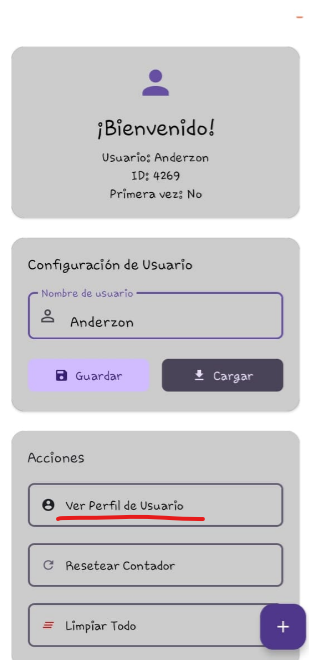 ¡Bienvenido!
Usuario: Anderzon
ID: 4269
Primera vez: No
Configuración de Usuario
Nombre de usuario
Anderzon
Guardar
Cargar
Acciones
Ver Perfil de Usuario
Resetear Contador
Limpiar Todo